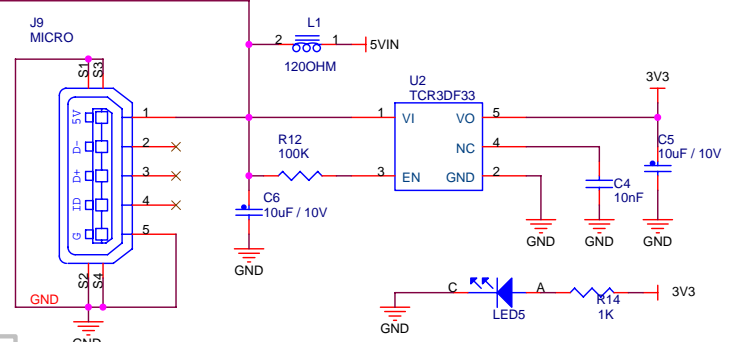 J9
MICRO
S1
S3
5V
D-
D+
ID
G
1
2
3
4
5
S2
S4
GND
GND
L1
2
1
5VIN
120OHM
R12
100K
C6
10uF / 10V
GND
U2
TCR3DF33
1
VI
VO
5
NC
4
3
EN
GND
2
3V3
C5
10uF / 10V
C4
10nF
GND
GND
GND
C
A
LED5
R14
1K
3V3
GND